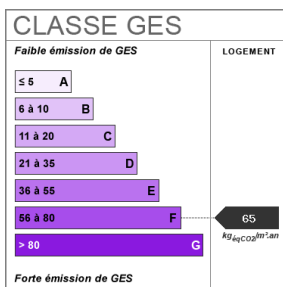 CLASSE GES
Faible émission de GES
LOGEMENT
≤ 5 A
6 à 10 B
11 à 20 C
21 à 35 D
36 à 55 E
56 à 80 F
65
kgéqCO2/m².an
> 80 G
Forte émission de GES